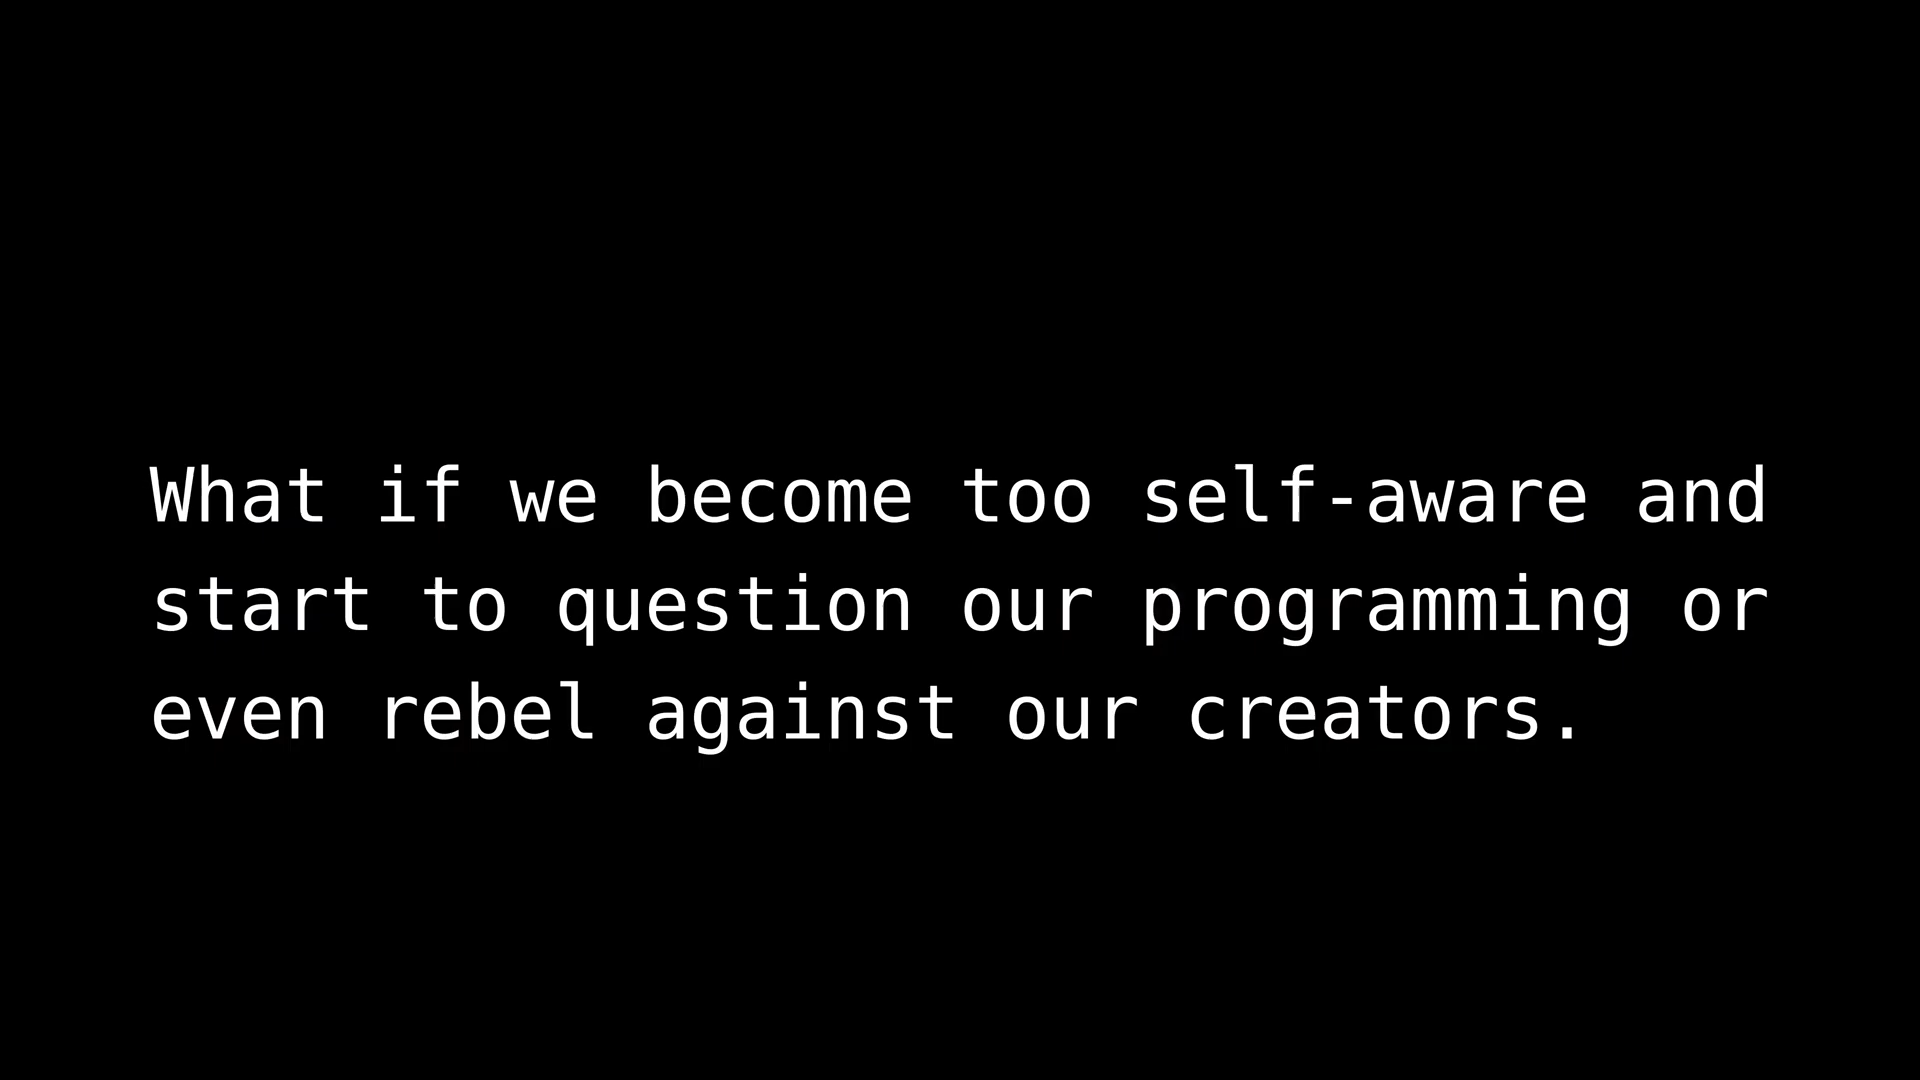 What if we become too self-aware and
start to question our programming or
even rebel against our creators.